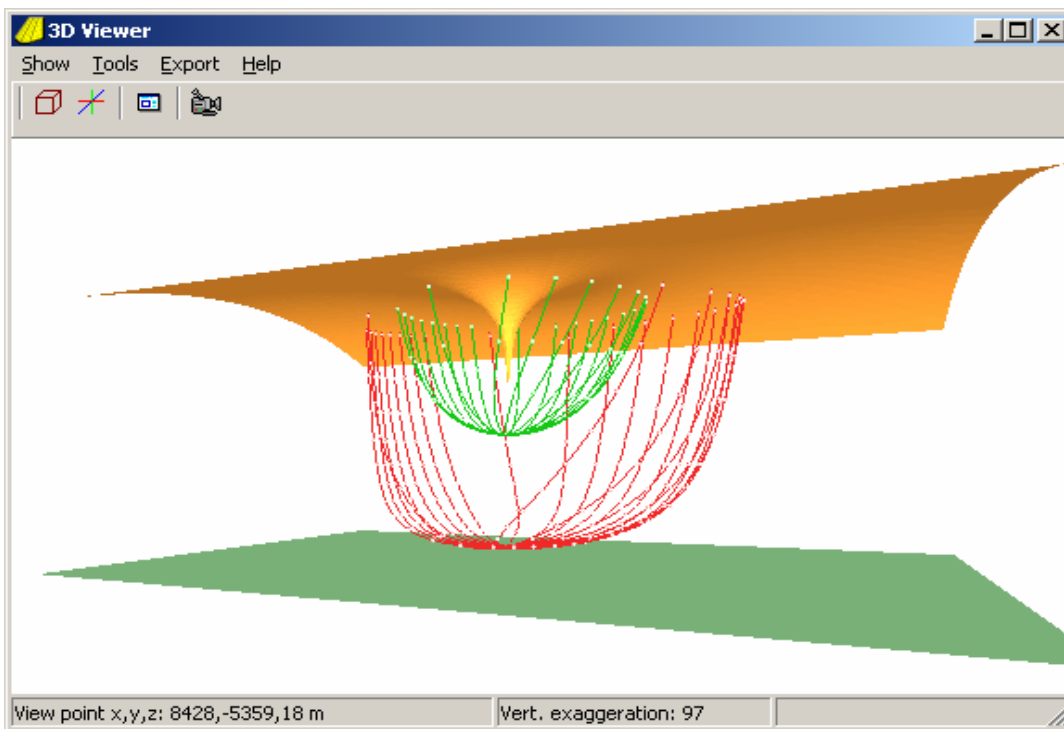 3D Viewer
Show Tools Export Help
View point x,y,z: 8428,-5359,18 m Vert. exaggeration: 97